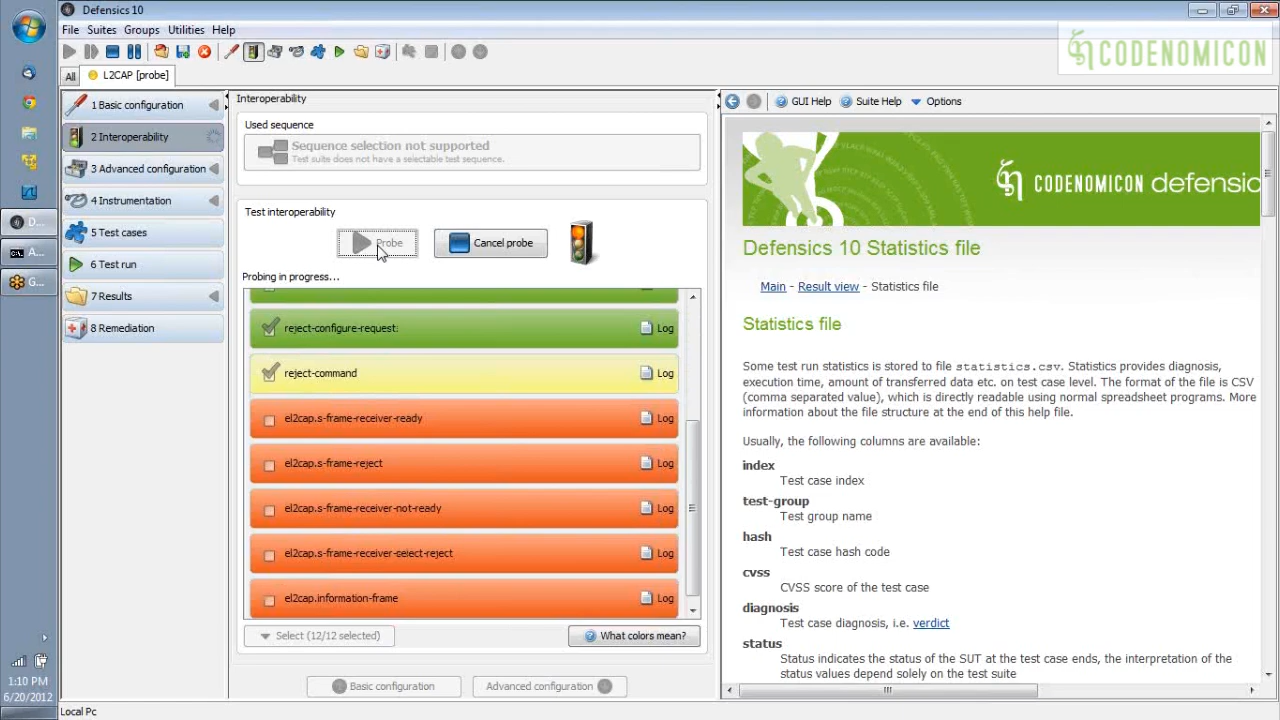 Defensics 10
File Suites Groups Utilities Help
CODENOMICON
All
L2CAP [probe]
1 Basic configuration
2 Interoperability
3 Advanced configuration
4 Instrumentation
5 Test cases
6 Test run
7 Results
8 Remediation
D...
A...
G...
1:10 PM
6/20/2012
Local Pc
Interoperability
Used sequence
Sequence selection not supported
Test suite does not have a selectable test sequence.
Test interoperability
Probe
Cancel probe
Probing in progress...
reject-configure-request: Log
reject-command Log
el2cap.s-frame-receiver-ready Log
el2cap.s-frame-reject Log
el2cap.s-frame-receiver-not-ready Log
el2cap.s-frame-receiver-select-reject Log
el2cap.information-frame Log
Select (12/12 selected)
What colors mean?
Basic configuration
Advanced configuration
GUI Help Suite Help Options
CODENOMICON defensic
Defensics 10 Statistics file
Main - Result view - Statistics file
Statistics file
Some test run statistics is stored to file statistics.csv. Statistics provides diagnosis,
execution time, amount of transferred data etc. on test case level. The format of the file is CSV
(comma separated value), which is directly readable using normal spreadsheet programs. More
information about the file structure at the end of this help file.
Usually, the following columns are available:
index
Test case index
test-group
Test group name
hash
Test case hash code
cvss
CVSS score of the test case
diagnosis
Test case diagnosis, i.e. verdict
status
Status indicates the status of the SUT at the test case ends, the interpretation of the
status values depend solely on the test suite